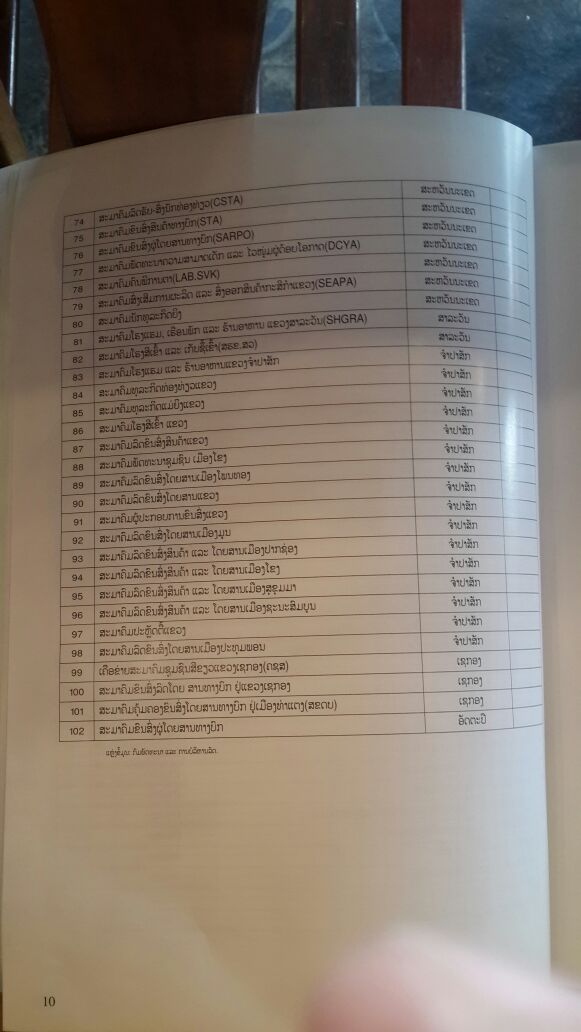 74 ສະມາຄົມລົດຮັບ-ສົ່ງບົກທ່ອງທ່ຽວ(CSTA) ສະຫວັນນະເຂດ
75 ສະມາຄົມຂົນສົ່ງສິນຄ້າທາງບົກ(STA) ສະຫວັນນະເຂດ
76 ສະມາຄົມຂົນສົ່ງຜູ້ໂດຍສານທາງບົກ(SARPO) ສະຫວັນນະເຂດ
77 ສະມາຄົມພັດທະນາຄວາມສາມາດເດັກ ແລະ ໄວໜຸ່ມຜູ້ດ້ອຍໂອກາດ(DCYA) ສະຫວັນນະເຂດ
78 ສະມາຄົມຄົນພິການຕາ(LAB.SVK) ສະຫວັນນະເຂດ
79 ສະມາຄົມສົ່ງເສີມການຜະລິດ ແລະ ສົ່ງອອກສິນຄ້າກະສິກຳແຂວງ(SEAPA) ສະຫວັນນະເຂດ
80 ສະມາຄົມນັກທຸລະກິດຍິງ ສະຫວັນນະເຂດ
81 ສະມາຄົມໂຮງແຮມ, ເຮືອນພັກ ແລະ ຮ້ານອາຫານ ແຂວງສາລະວັນ(SHGRA) ສາລະວັນ
82 ສະມາຄົມໂຮງສີເຂົ້າ ແລະ ເກັບຊື້ເຂົ້າ(ສຮຂ.ສວ) ສາລະວັນ
83 ສະມາຄົມໂຮງແຮມ ແລະ ຮ້ານອາຫານແຂວງຈຳປາສັກ ຈຳປາສັກ
84 ສະມາຄົມທຸລະກິດທ່ອງທ່ຽວແຂວງ ຈຳປາສັກ
85 ສະມາຄົມທຸລະກິດແມ່ຍິງແຂວງ ຈຳປາສັກ
86 ສະມາຄົມໂຮງສີເຂົ້າ ແຂວງ ຈຳປາສັກ
87 ສະມາຄົມລົດຂົນສົ່ງສິນຄ້າແຂວງ ຈຳປາສັກ
88 ສະມາຄົມພັດທະນາຊຸມຊົນ ເມືອງໂຂງ ຈຳປາສັກ
89 ສະມາຄົມລົດຂົນສົ່ງໂດຍສານເມືອງໂພນທອງ ຈຳປາສັກ
90 ສະມາຄົມລົດຂົນສົ່ງໂດຍສານແຂວງ ຈຳປາສັກ
91 ສະມາຄົມຜູ້ປະກອບການຂົນສົ່ງແຂວງ ຈຳປາສັກ
92 ສະມາຄົມລົດຂົນສົ່ງໂດຍສານເມືອງມູນ ຈຳປາສັກ
93 ສະມາຄົມລົດຂົນສົ່ງສິນຄ້າ ແລະ ໂດຍສານເມືອງປາກຊ່ອງ ຈຳປາສັກ
94 ສະມາຄົມລົດຂົນສົ່ງສິນຄ້າ ແລະ ໂດຍສານເມືອງໂຂງ ຈຳປາສັກ
95 ສະມາຄົມລົດຂົນສົ່ງສິນຄ້າ ແລະ ໂດຍສານເມືອງສຸຂຸມມາ ຈຳປາສັກ
96 ສະມາຄົມລົດຂົນສົ່ງສິນຄ້າ ແລະ ໂດຍສານເມືອງຊະນະສົມບູນ ຈຳປາສັກ
97 ສະມາຄົມປະຫຼັດຕີ້ແຂວງ ຈຳປາສັກ
98 ສະມາຄົມລົດຂົນສົ່ງໂດຍສານເມືອງປະທຸມພອນ ຈຳປາສັກ
99 ເຄືອຂ່າຍສະມາຄົມຊຸມຊົນສີຂຽວແຂວງເຊກອງ(ຄຊສ) ເຊກອງ
100 ສະມາຄົມຂົນສົ່ງລົດໂດຍ ສານທາງບົກ ຢູ່ແຂວງເຊກອງ ເຊກອງ
101 ສະມາຄົມຄຸ້ມຄອງຂົນສົ່ງໂດຍສານທາງບົກ ຢູ່ເມືອງທ່າແຕງ(ສຂດບ) ເຊກອງ
102 ສະມາຄົມຂົນສົ່ງຜູ້ໂດຍສານທາງບົກ ອັດຕະປື
ແຫຼ່ງຂໍ້ມູນ: ກົມພັດທະນາ ແລະ ການບໍລິຫານລັດ.
10